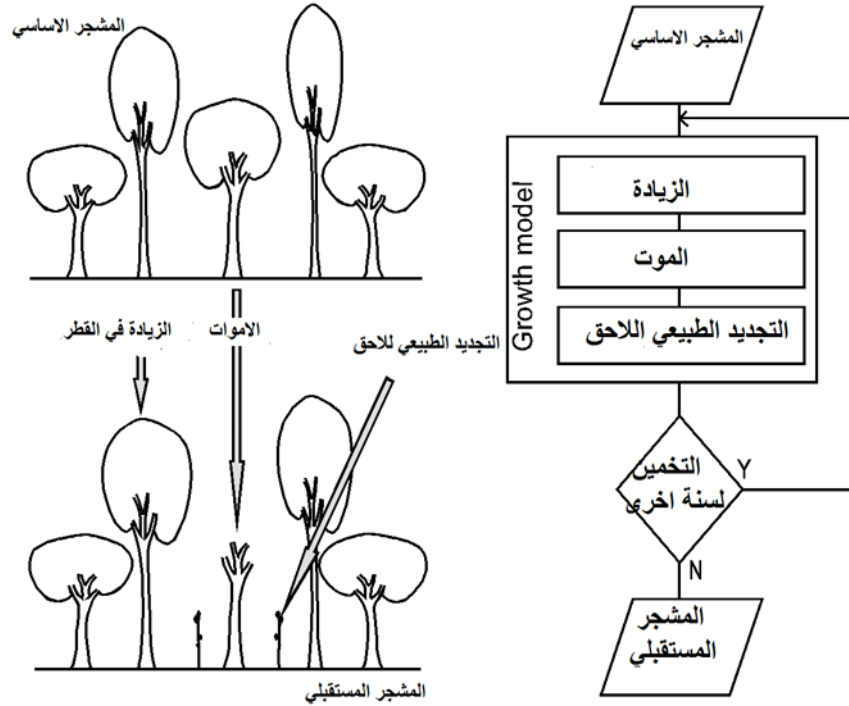 المشجر الاساسي
الزيادة في القطر
الاموات
التجديد الطبيعي للاحق
المشجر المستقبلي
المشجر الاساسي
Growth model
الزيادة
الموت
التجديد الطبيعي اللاحق
التخمين
لسنة اخرى
Y
N
المشجر
المستقبلي